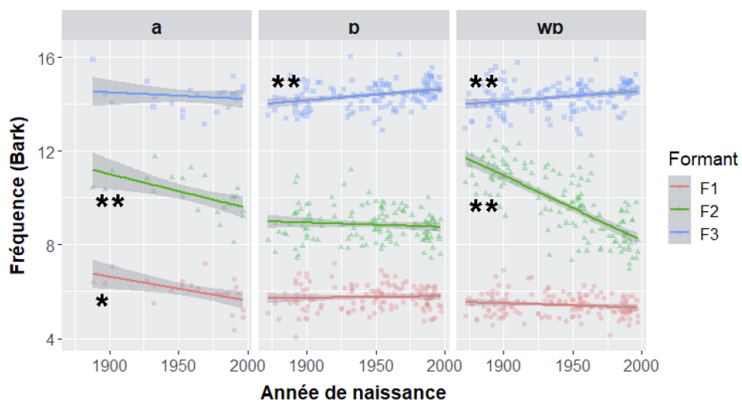 a ɒ wɒ
Fréquence (Bark)
16
12
8
4
**
*
**
**
**
1900 1950 2000 1900 1950 2000 1900 1950 2000
Année de naissance
Formant
F1
F2
F3